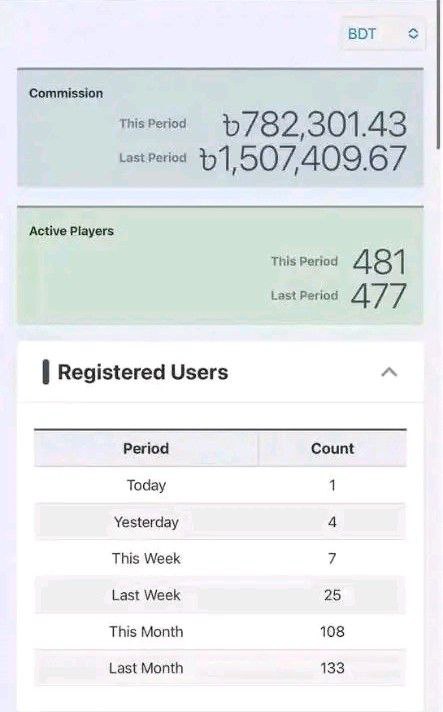 BDT
Commission
This Period ৳782,301.43
Last Period ৳1,507,409.67
Active Players
This Period 481
Last Period 477
Registered Users
Period Count
Today 1
Yesterday 4
This Week 7
Last Week 25
This Month 108
Last Month 133